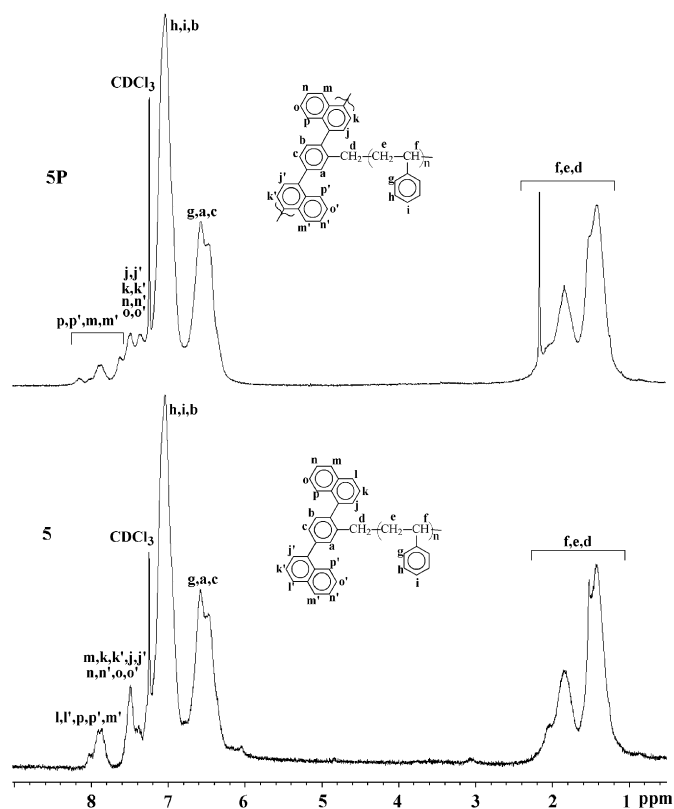 h,i,b
CDCl3
n
m
o
p
k
j
b
c
a
d
CH2
e
(CH2
f
CH)n
g
h
i
j'
k'
p'
o'
m'
n'
5P
g,a,c
f,e,d
j,j'
k,k'
n,n'
o,o'
p,p',m,m'
h,i,b
n
m
l
o
p
k
j
b
c
a
d
CH2
e
(CH2
f
CH)n
g
h
i
j'
k'
l'
p'
o'
m'
n'
5
CDCl3
g,a,c
f,e,d
m,k,k',j,j'
n,n',o,o'
l,l',p,p',m'
8 7 6 5 4 3 2 1 ppm